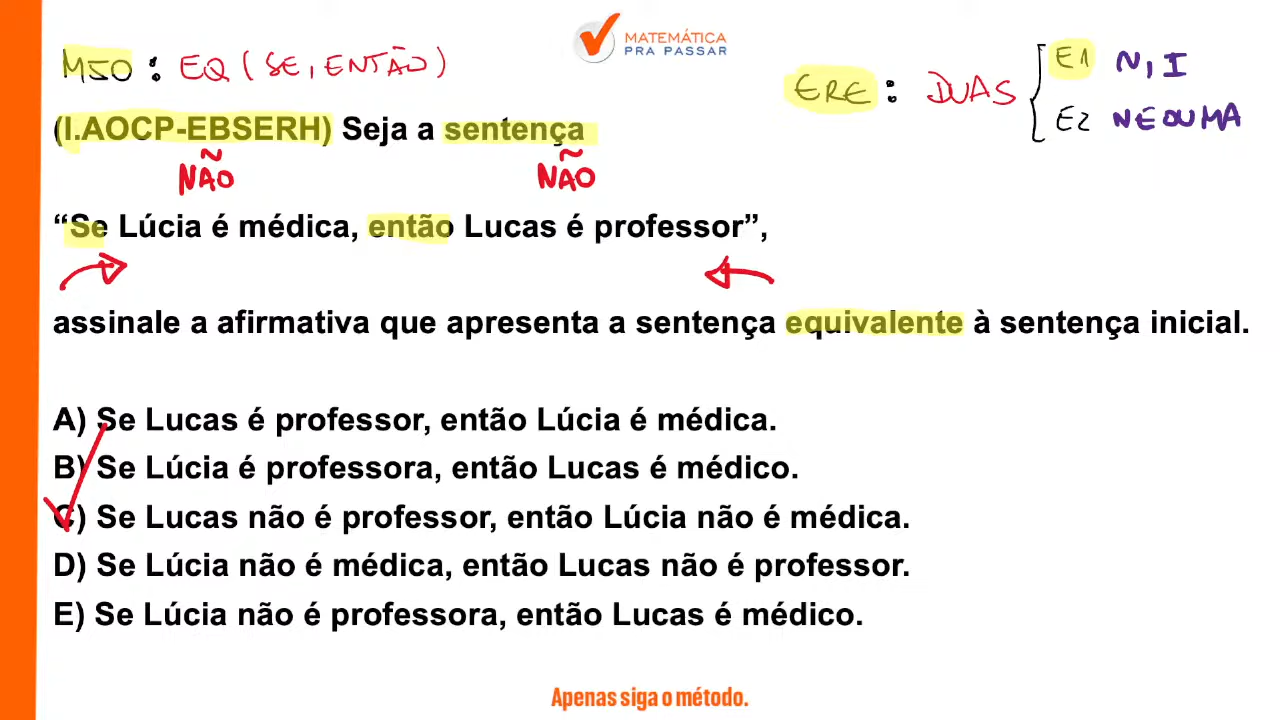 MATEMÁTICA
PRA PASSAR
MJO : EQ (SE, ENTÃO)
ERE : DUAS
E1 N, I
E2 NEOUMA
(I.AOCP-EBSERH) Seja a sentença
~ ~
NÃO NÃO
“Se Lúcia é médica, então Lucas é professor”,
assinale a afirmativa que apresenta a sentença equivalente à sentença inicial.
A) Se Lucas é professor, então Lúcia é médica.
B) Se Lúcia é professora, então Lucas é médico.
C) Se Lucas não é professor, então Lúcia não é médica.
D) Se Lúcia não é médica, então Lucas não é professor.
E) Se Lúcia não é professora, então Lucas é médico.
Apenas siga o método.